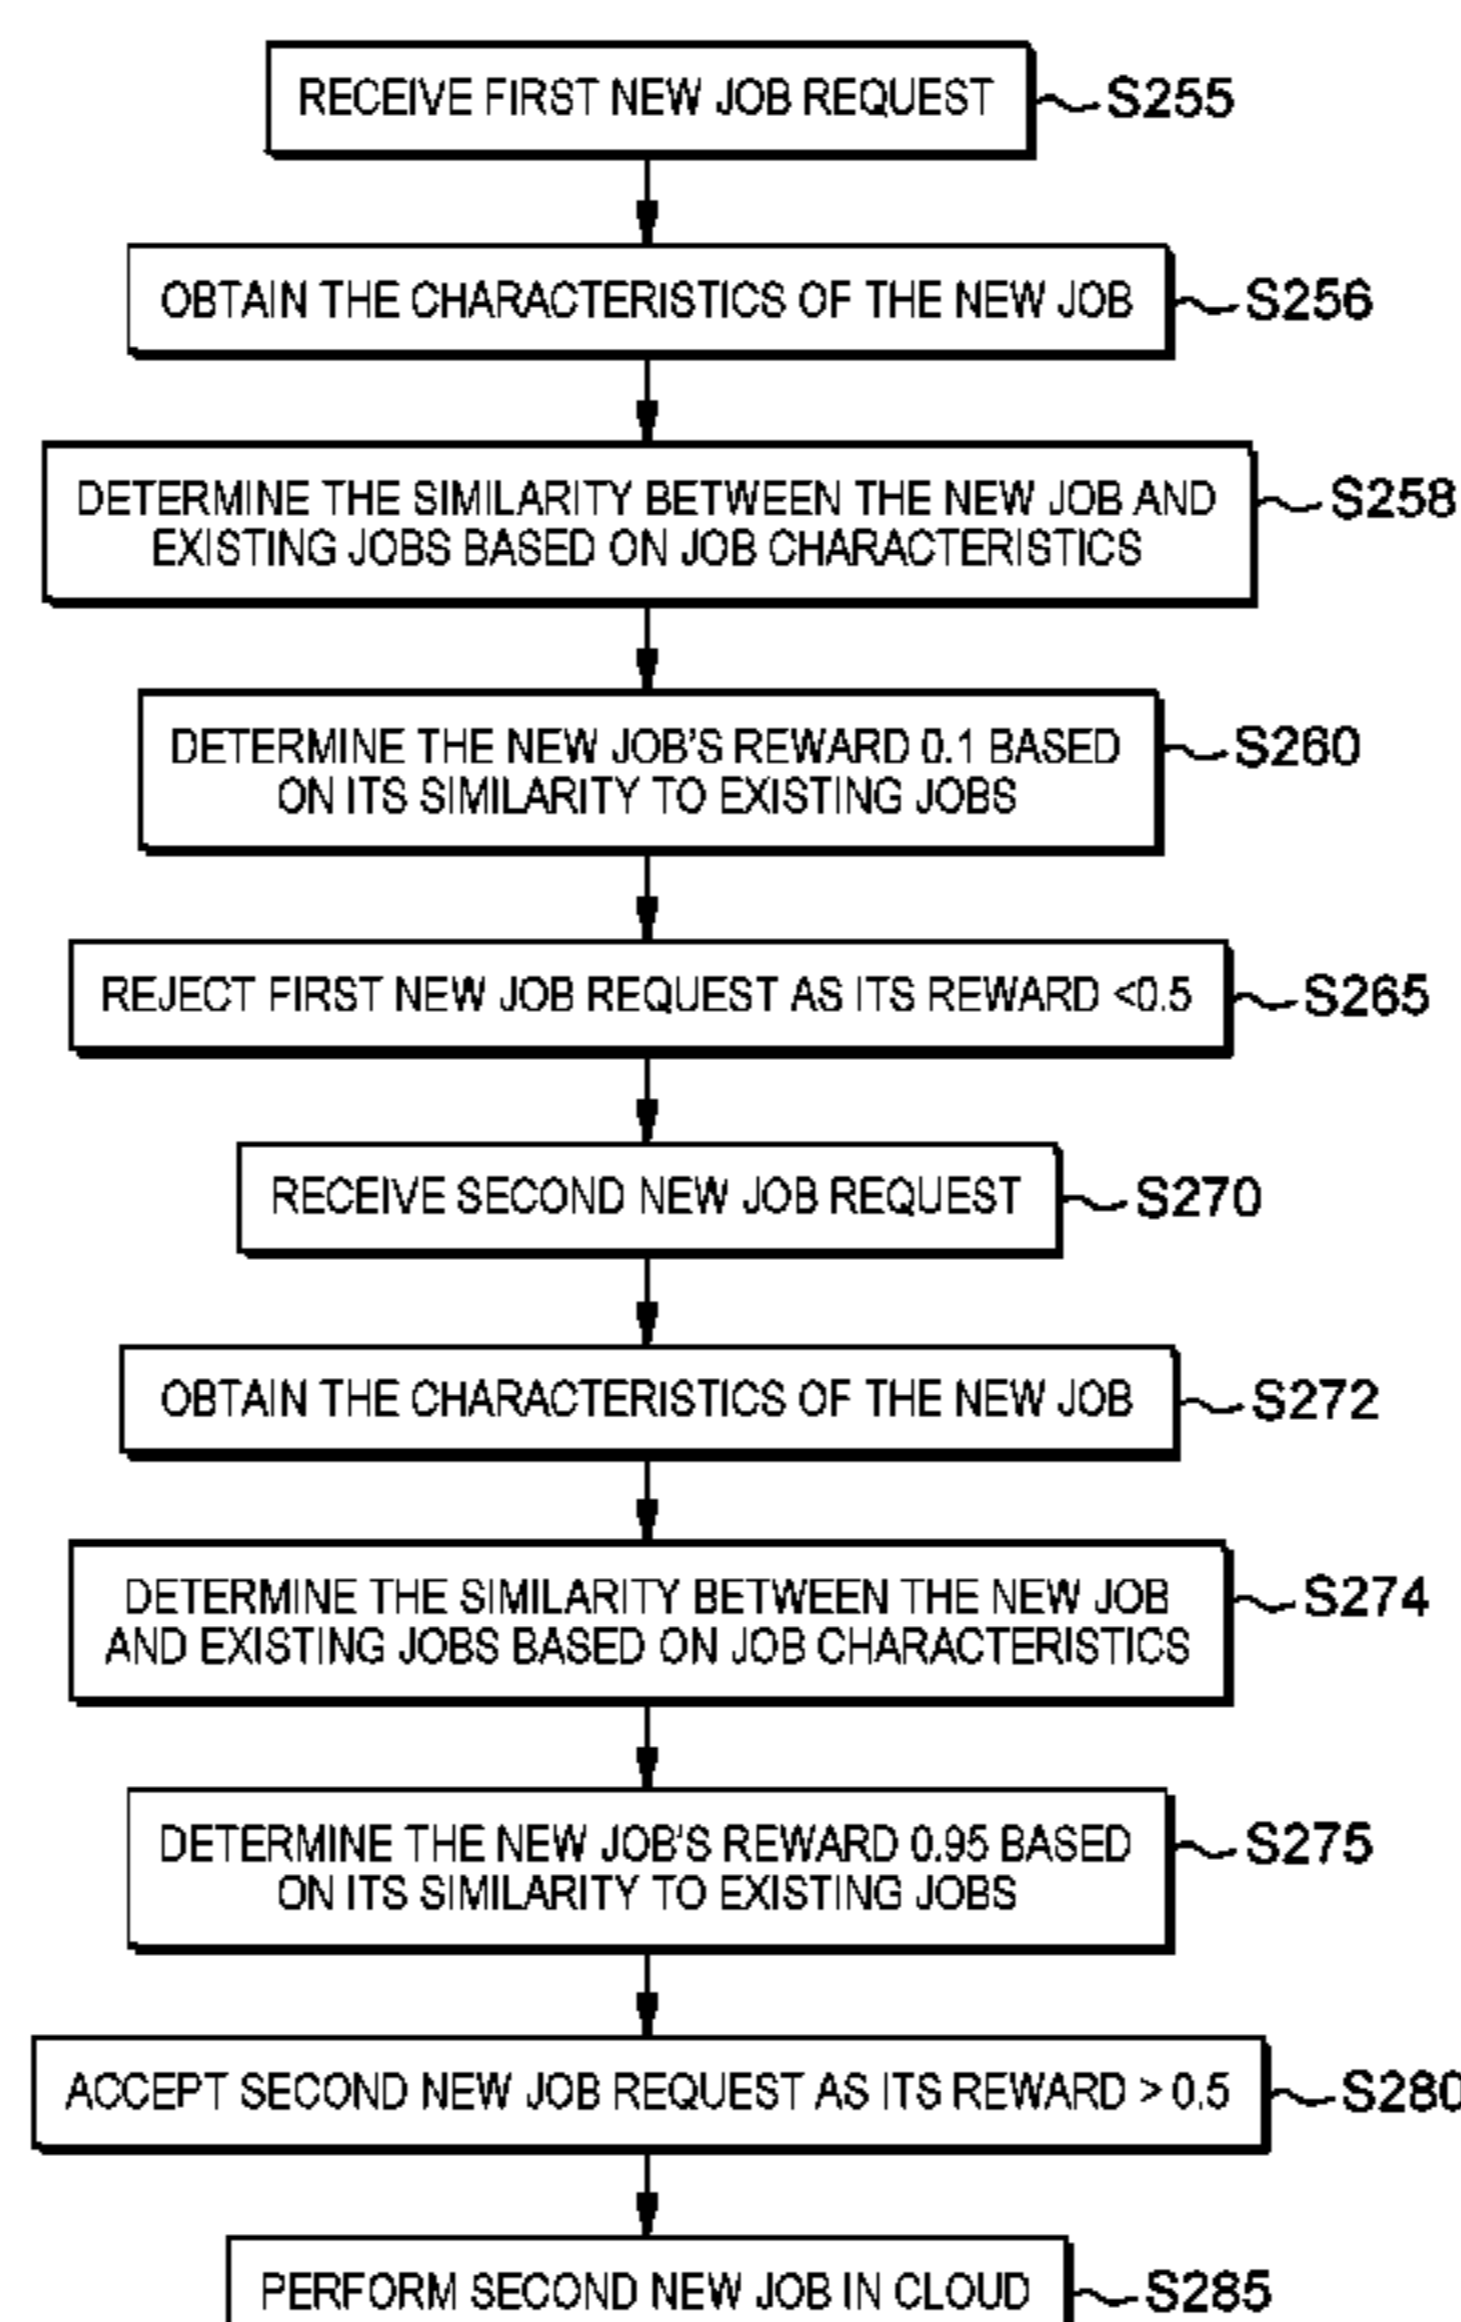 RECEIVE FIRST NEW JOB REQUEST
S255
OBTAIN THE CHARACTERISTICS OF THE NEW JOB
S256
DETERMINE THE SIMILARITY BETWEEN THE NEW JOB AND
EXISTING JOBS BASED ON JOB CHARACTERISTICS
S258
DETERMINE THE NEW JOB'S REWARD 0.1 BASED
ON ITS SIMILARITY TO EXISTING JOBS
S260
REJECT FIRST NEW JOB REQUEST AS ITS REWARD <0.5
S265
RECEIVE SECOND NEW JOB REQUEST
S270
OBTAIN THE CHARACTERISTICS OF THE NEW JOB
S272
DETERMINE THE SIMILARITY BETWEEN THE NEW JOB
AND EXISTING JOBS BASED ON JOB CHARACTERISTICS
S274
DETERMINE THE NEW JOB'S REWARD 0.95 BASED
ON ITS SIMILARITY TO EXISTING JOBS
S275
ACCEPT SECOND NEW JOB REQUEST AS ITS REWARD > 0.5
S280
PERFORM SECOND NEW JOB IN CLOUD
S285